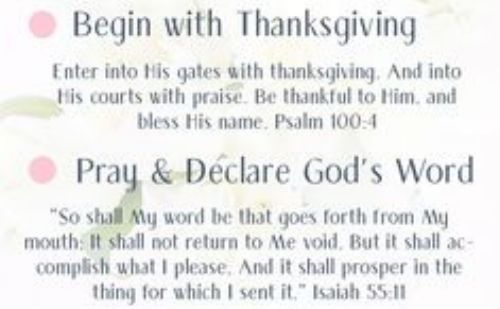 Begin with Thanksgiving
Enter into His gates with thanksgiving, And into
His courts with praise. Be thankful to Him, and
bless His name. Psalm 100:4
Pray & Declare God's Word
"So shall My word be that goes forth from My
mouth; It shall not return to Me void, But it shall ac-
complish what I please, And it shall prosper in the
thing for which I sent it." Isaiah 55:11